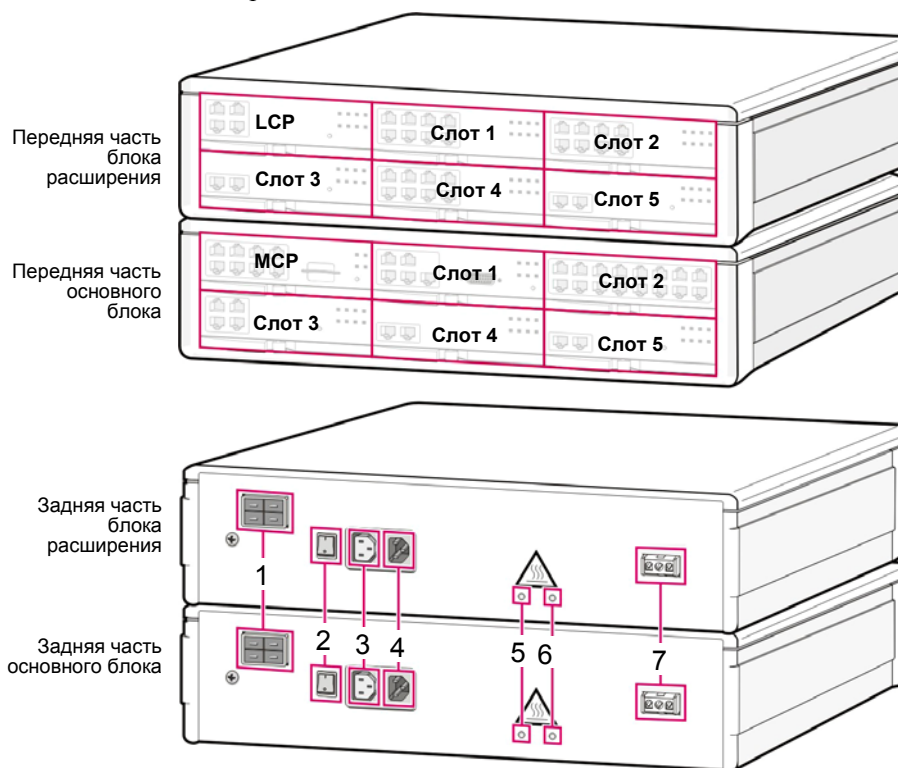 Передняя часть
блока
расширения
LCP
Слот 1
Слот 2
Слот 3
Слот 4
Слот 5
Передняя часть
основного
блока
MCP
Слот 1
Слот 2
Слот 3
Слот 4
Слот 5
Задняя часть
блока
расширения
1
2
3
4
5
6
7
Задняя часть
основного блока